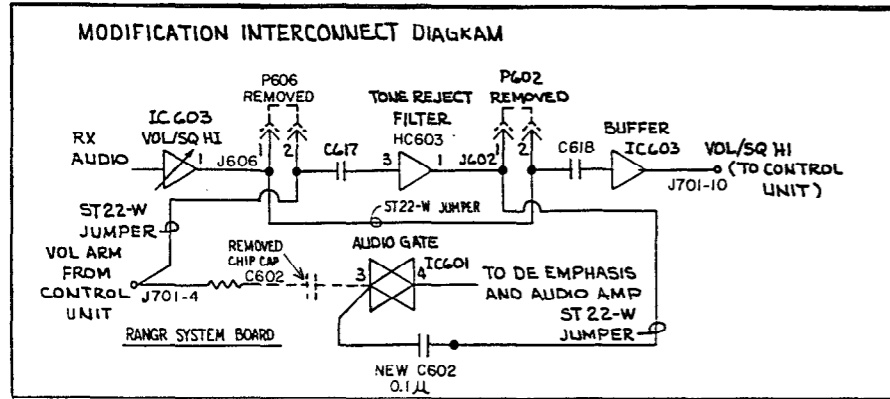 MODIFICATION INTERCONNECT DIAGRAM
P606
REMOVED
P602
REMOVED
TONE REJECT
FILTER
HC603
IC603
VOL/SQ HI
BUFFER
IC603
RX
AUDIO
1
J606
1
2
C617
3
1
J602
1
2
C618
VOL/SQ HI
(TO CONTROL
UNIT)
J701-10
ST22-W JUMPER
ST22-W
JUMPER
VOL ARM
FROM
CONTROL
UNIT
J701-4
REMOVED
CHIP CAP
C602
AUDIO GATE
3
4
IC601
TO DE EMPHASIS
AND AUDIO AMP
ST22-W
JUMPER
RANGR SYSTEM BOARD
NEW C602
0.1μ